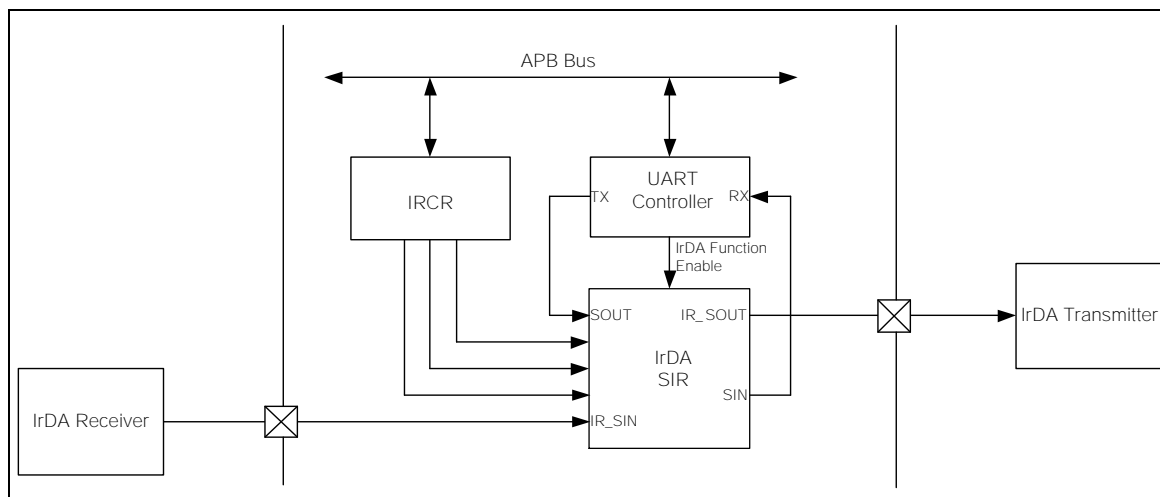 APB Bus
IRCR
UART
Controller
TX
RX
IrDA Function
Enable
SOUT
IR_SOUT
IrDA
SIR
SIN
IR_SIN
IrDA Receiver
IrDA Transmitter